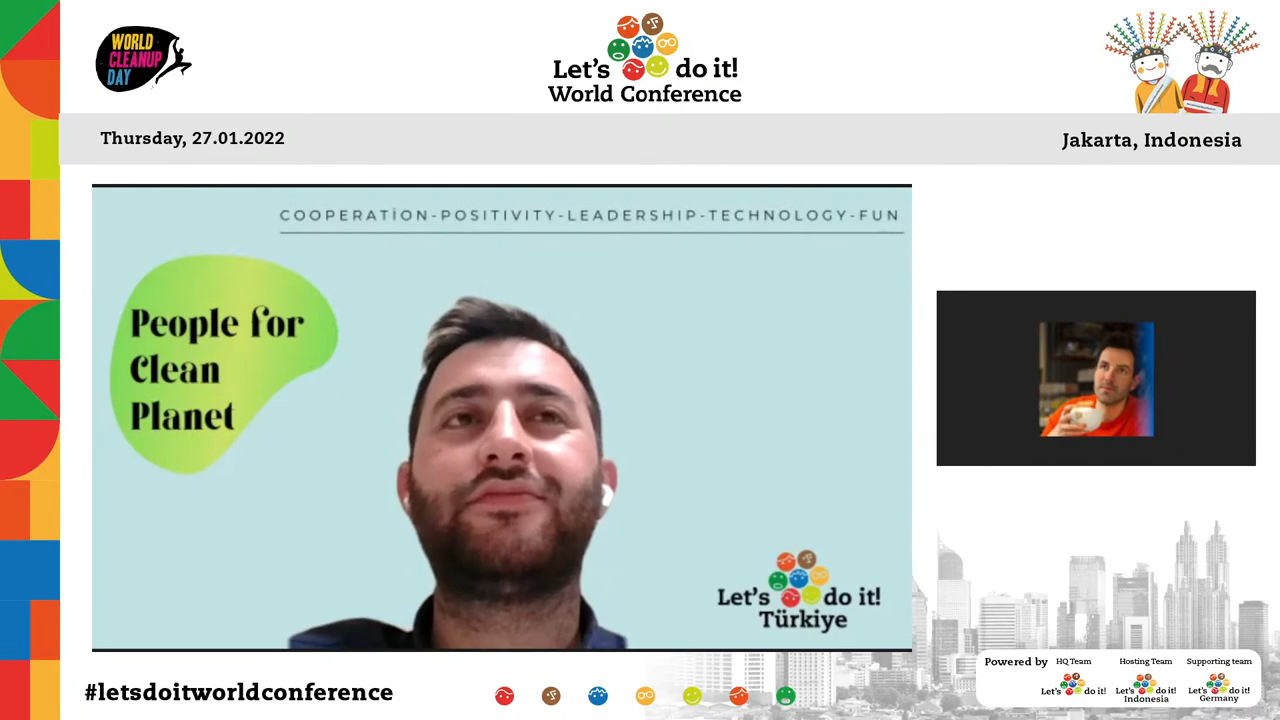 WORLD
CLEANUP
DAY
Let's do it!
World Conference
Thursday, 27.01.2022
Jakarta, Indonesia
COOPERATİON-POSITIVITY-LEADERSHIP-TECHNOLOGY-FUN
People for
Clean
Planet
Let's do it!
Türkiye
#letsdoitworldconference
Powered by
HQ Team
Let's do it!
Hosting Team
Let's do it!
Indonesia
Supporting team
Let's do it!
Germany